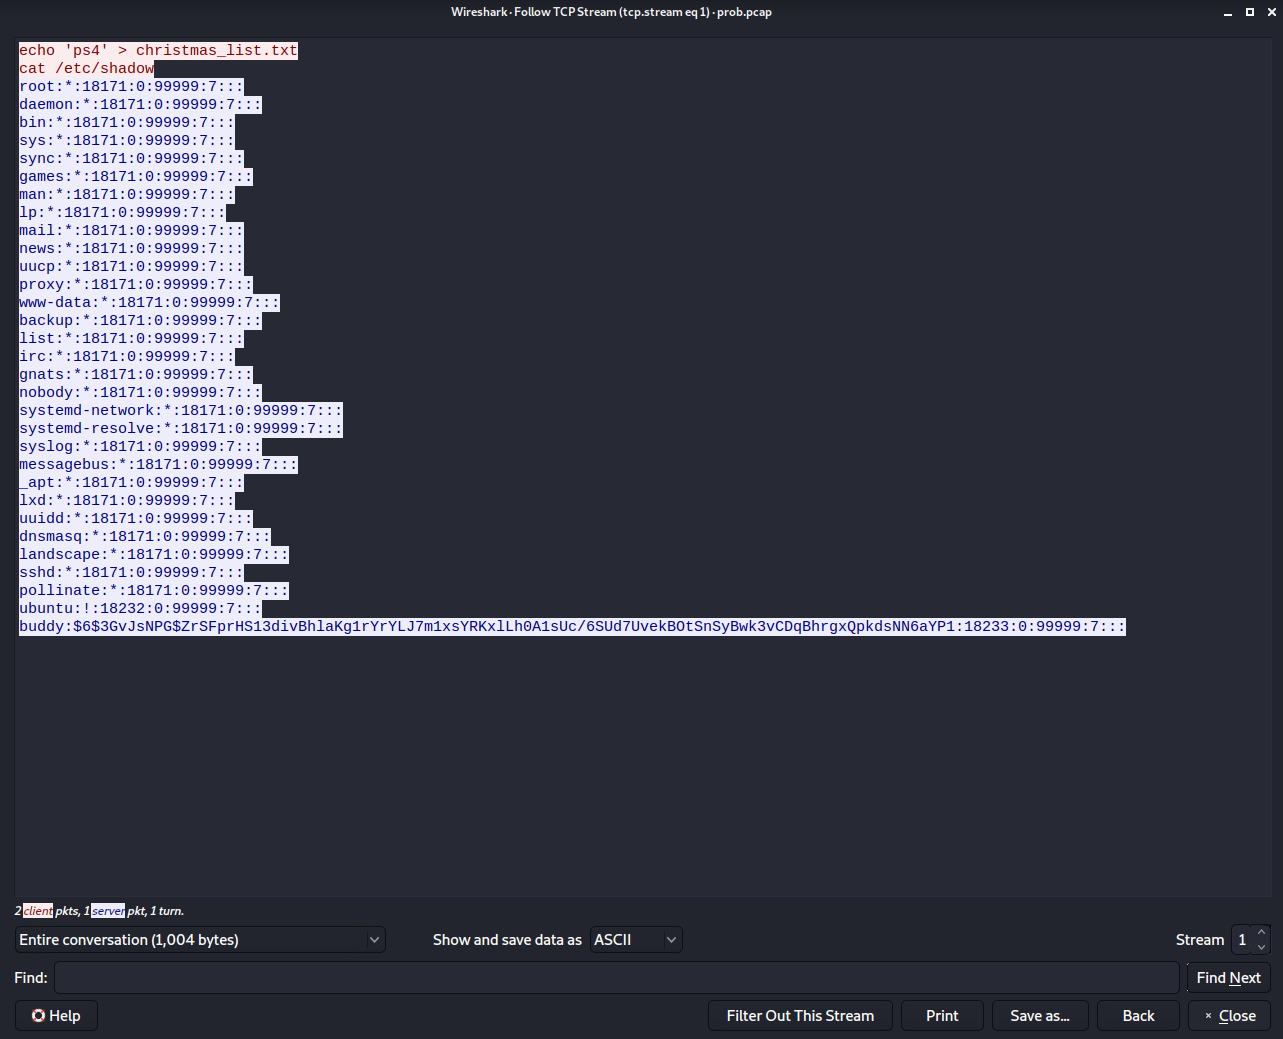 Wireshark · Follow TCP Stream (tcp.stream eq 1) · prob.pcap
echo 'ps4' > christmas_list.txt
cat /etc/shadow
root:*:18171:0:99999:7:::
daemon:*:18171:0:99999:7:::
bin:*:18171:0:99999:7:::
sys:*:18171:0:99999:7:::
sync:*:18171:0:99999:7:::
games:*:18171:0:99999:7:::
man:*:18171:0:99999:7:::
lp:*:18171:0:99999:7:::
mail:*:18171:0:99999:7:::
news:*:18171:0:99999:7:::
uucp:*:18171:0:99999:7:::
proxy:*:18171:0:99999:7:::
www-data:*:18171:0:99999:7:::
backup:*:18171:0:99999:7:::
list:*:18171:0:99999:7:::
irc:*:18171:0:99999:7:::
gnats:*:18171:0:99999:7:::
nobody:*:18171:0:99999:7:::
systemd-network:*:18171:0:99999:7:::
systemd-resolve:*:18171:0:99999:7:::
syslog:*:18171:0:99999:7:::
messagebus:*:18171:0:99999:7:::
_apt:*:18171:0:99999:7:::
lxd:*:18171:0:99999:7:::
uuidd:*:18171:0:99999:7:::
dnsmasq:*:18171:0:99999:7:::
landscape:*:18171:0:99999:7:::
sshd:*:18171:0:99999:7:::
pollinate:*:18171:0:99999:7:::
ubuntu:!:18232:0:99999:7:::
buddy:$6$3GvJsNPG$ZrSFprHS13divBhlaKg1rYrYLJ7m1xsYRKxlLh0A1sUc/6SUd7UvekBOtSnSyBwk3vCDqBhrgxQpkdsNN6aYP1:18233:0:99999:7:::
2 client pkts, 1 server pkt, 1 turn.
Entire conversation (1,004 bytes) Show and save data as ASCII Stream 1
Find: Find Next
Help Filter Out This Stream Print Save as... Back × Close